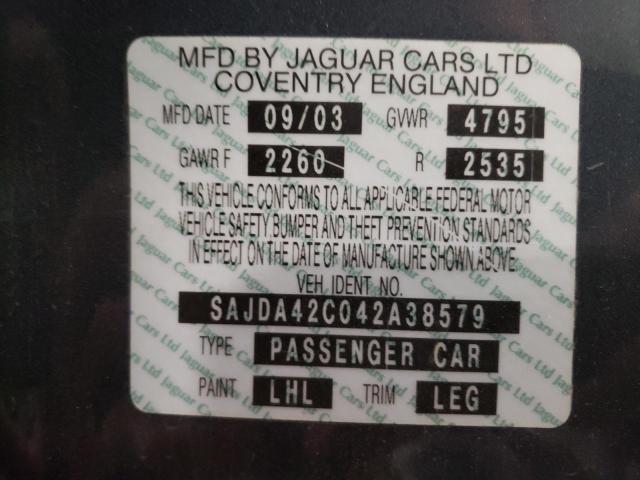 MFD BY JAGUAR CARS LTD
COVENTRY ENGLAND
MFD DATE 09/03 GVWR 4795
GAWR F 2260 R 2535
THIS VEHICLE CONFORMS TO ALL APPLICABLE FEDERAL MOTOR
VEHICLE SAFETY BUMPER AND THEFT PREVENTION STANDARDS
IN EFFECT ON THE DATE OF MANUFACTURE SHOWN ABOVE
VEH. IDENT NO.
SAJDA42C042A38579
TYPE PASSENGER CAR
PAINT LHL TRIM LEG